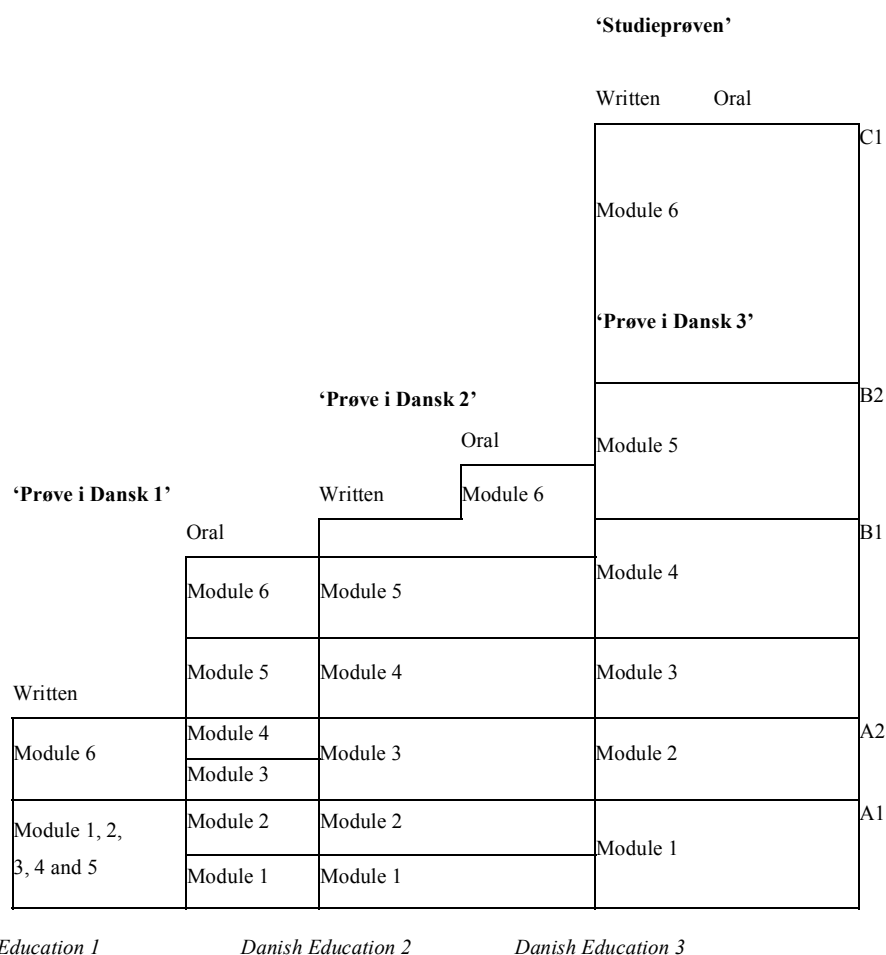 ‘Studieprøven’
Written Oral
C1
Module 6
‘Prøve i Dansk 3’
‘Prøve i Dansk 2’
B2
Oral
Module 5
‘Prøve i Dansk 1’
Written
Module 6
Oral
B1
Module 4
Module 6
Module 5
Module 5
Module 4
Module 3
Written
Module 4
A2
Module 6
Module 3
Module 2
Module 3
A1
Module 2
Module 2
Module 1, 2,
3, 4 and 5
Module 1
Module 1
Module 1
Education 1 Danish Education 2 Danish Education 3